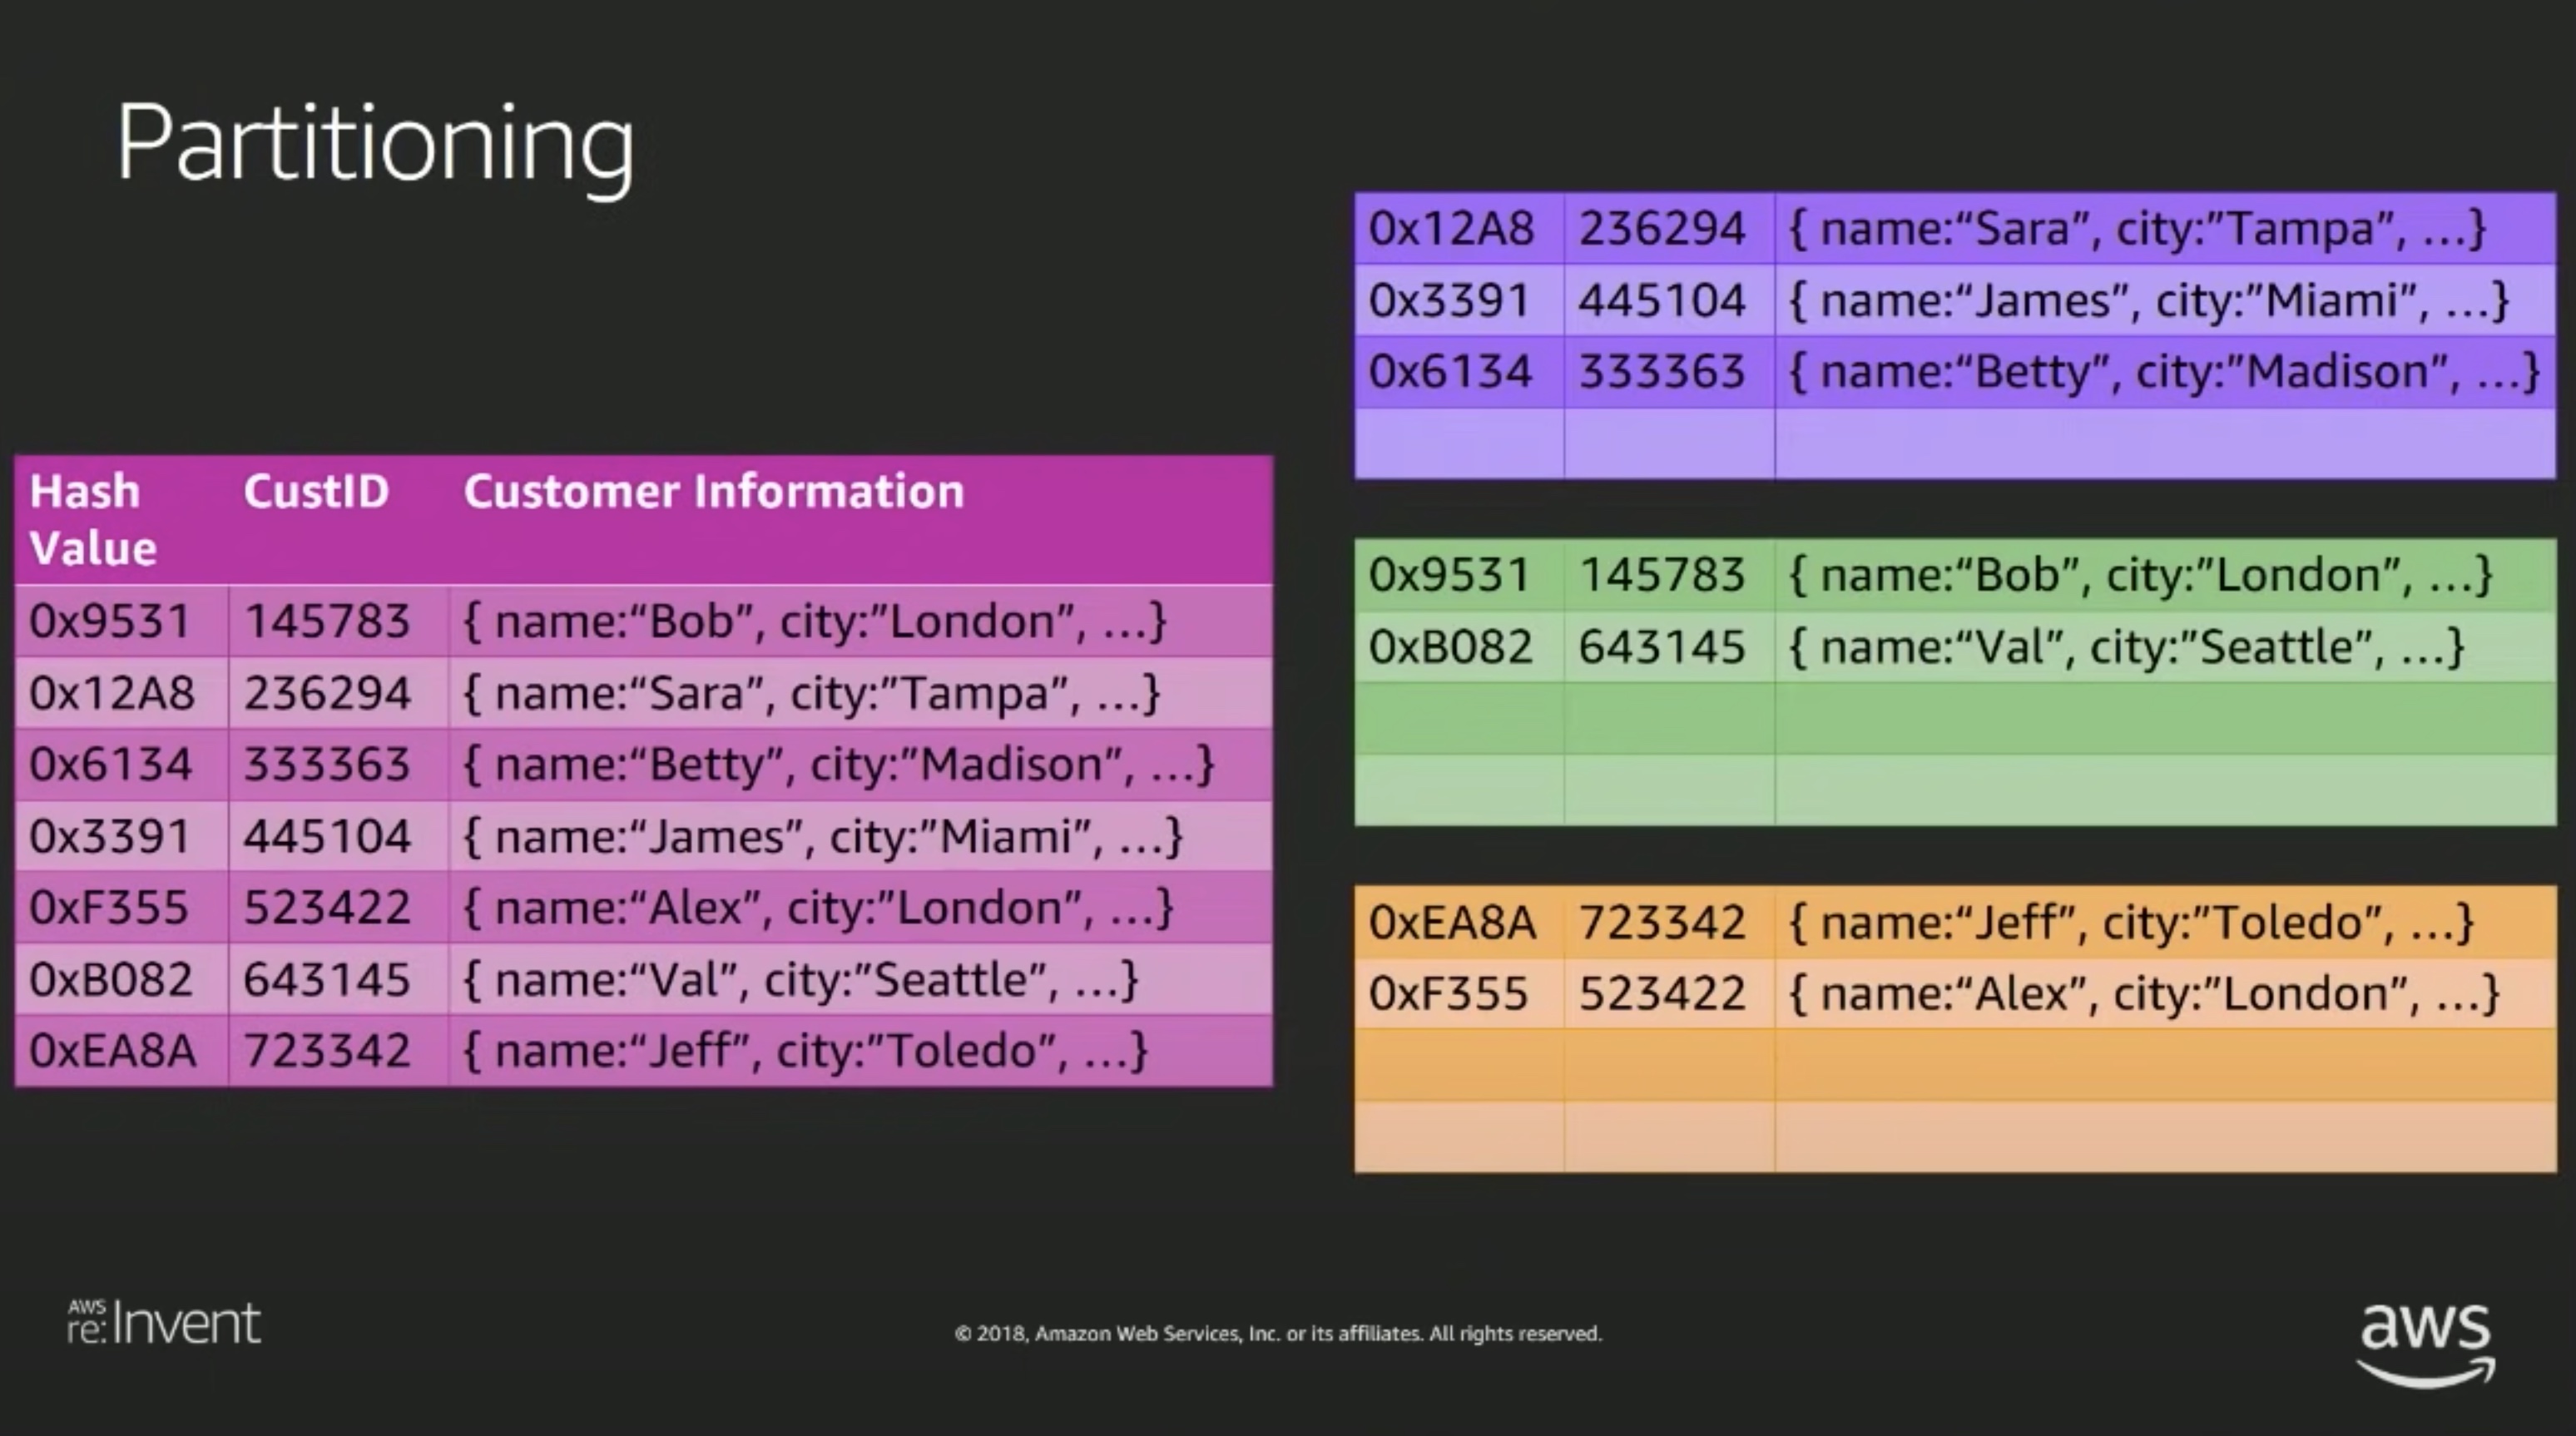 Partitioning
Hash Value CustID Customer Information
0x9531 145783 { name:“Bob”, city:”London”, ...}
0x12A8 236294 { name:“Sara”, city:”Tampa”, ...}
0x6134 333363 { name:“Betty”, city:”Madison”, ...}
0x3391 445104 { name:“James”, city:”Miami”, ...}
0xF355 523422 { name:“Alex”, city:”London”, ...}
0xB082 643145 { name:“Val”, city:”Seattle”, ...}
0xEA8A 723342 { name:“Jeff”, city:”Toledo”, ...}
0x12A8 236294 { name:“Sara”, city:”Tampa”, ...}
0x3391 445104 { name:“James”, city:”Miami”, ...}
0x6134 333363 { name:“Betty”, city:”Madison”, ...}
0x9531 145783 { name:“Bob”, city:”London”, ...}
0xB082 643145 { name:“Val”, city:”Seattle”, ...}
0xEA8A 723342 { name:“Jeff”, city:”Toledo”, ...}
0xF355 523422 { name:“Alex”, city:”London”, ...}
AWS re:Invent
© 2018, Amazon Web Services, Inc. or its affiliates. All rights reserved.
aws